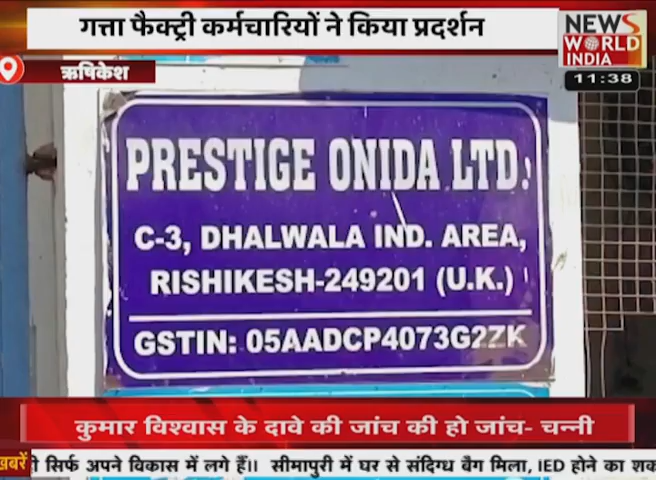 गत्ता फैक्ट्री कर्मचारियों ने किया प्रदर्शन
NEWS
WORLD
INDIA
11:38
ऋषिकेश
PRESTIGE ONIDA LTD.
C-3, DHALWALA IND. AREA,
RISHIKESH-249201 (U.K.)
GSTIN: 05AADCP4073G2ZK
कुमार विश्वास के दावे की जांच की हो जांच- चन्नी
खबरें
सिर्फ अपने विकास में लगे हैं।। सीमापुरी में घर से संदिग्ध बैग मिला, IED होने का शक